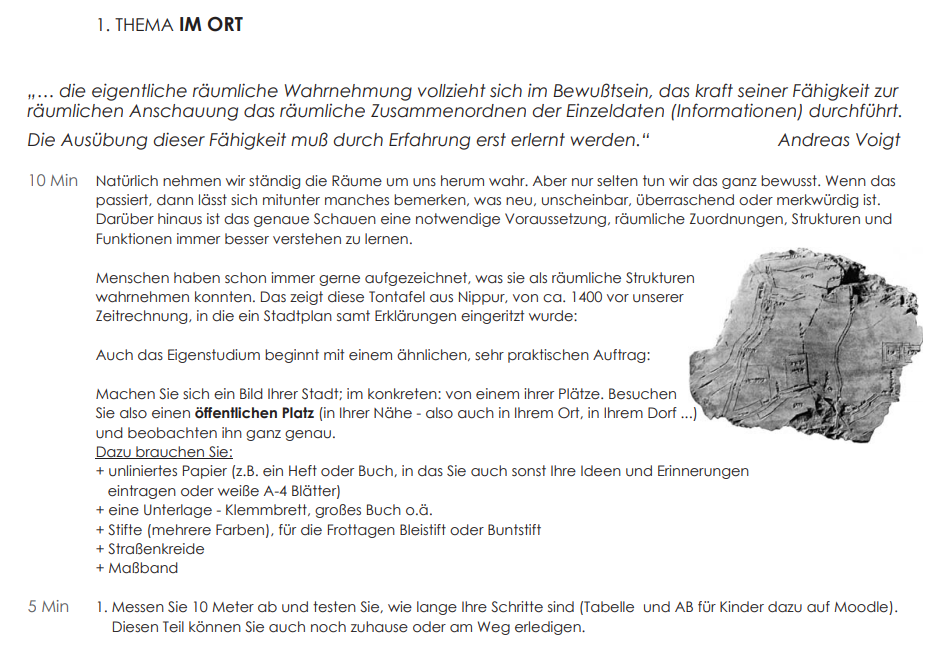 1. THEMA IM ORT
„… die eigentliche räumliche Wahrnehmung vollzieht sich im Bewußtsein, das kraft seiner Fähigkeit zur
räumlichen Anschauung das räumliche Zusammenordnen der Einzeldaten (Informationen) durchführt.
Die Ausübung dieser Fähigkeit muß durch Erfahrung erst erlernt werden.“ Andreas Voigt
10 Min Natürlich nehmen wir ständig die Räume um uns herum wahr. Aber nur selten tun wir das ganz bewusst. Wenn das
passiert, dann lässt sich mitunter manches bemerken, was neu, unscheinbar, überraschend oder merkwürdig ist.
Darüber hinaus ist das genaue Schauen eine notwendige Voraussetzung, räumliche Zuordnungen, Strukturen und
Funktionen immer besser verstehen zu lernen.
Menschen haben schon immer gerne aufgezeichnet, was sie als räumliche Strukturen
wahrnehmen konnten. Das zeigt diese Tontafel aus Nippur, von ca. 1400 vor unserer
Zeitrechnung, in die ein Stadtplan samt Erklärungen eingeritzt wurde:
Auch das Eigenstudium beginnt mit einem ähnlichen, sehr praktischen Auftrag:
Machen Sie sich ein Bild Ihrer Stadt; im konkreten: von einem ihrer Plätze. Besuchen
Sie also einen öffentlichen Platz (in Ihrer Nähe - also auch in Ihrem Ort, in Ihrem Dorf ...)
und beobachten ihn ganz genau.
Dazu brauchen Sie:
+ unliniertes Papier (z.B. ein Heft oder Buch, in das Sie auch sonst Ihre Ideen und Erinnerungen
eintragen oder weiße A-4 Blätter)
+ eine Unterlage - Klemmbrett, großes Buch o.ä.
+ Stifte (mehrere Farben), für die Frottagen Bleistift oder Buntstift
+ Straßenkreide
+ Maßband
5 Min 1. Messen Sie 10 Meter ab und testen Sie, wie lange Ihre Schritte sind (Tabelle und AB für Kinder dazu auf Moodle).
Diesen Teil können Sie auch noch zuhause oder am Weg erledigen.